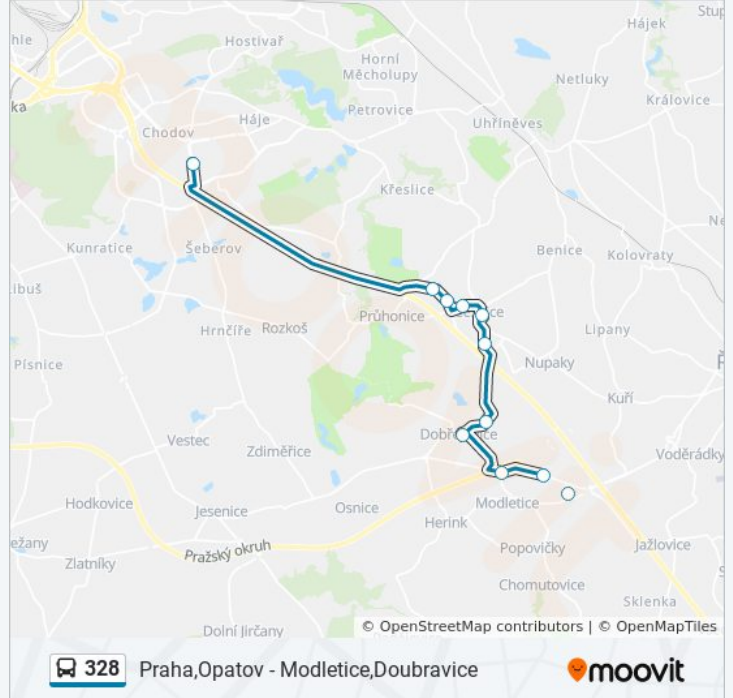 Stup
Hájek
hle
Hostivař
Horní
Měcholupy
Netluky
Královice
ka
Petrovice
Háje
Chodov
Uhříněves
Křeslice
Ne
Kunratice
Šeberov
Benice
Kolovraty
ibuš
Průhonice
Hrnčíře
Rozkoš
Lipany
Písnice
Nupaky
Kuří
Vestec
Zdiměřice
Voděrádky
Hodkovice
Jesenice
Osnice
Modletice
Herink
ežany
Zlatníky
Pražský okruh
Popovičky
Jažlovice
Chomutovice
Sklenka
Dolní Jirčany
© OpenStreetMap contributors | © OpenMapTiles
328 Praha,Opatov - Modletice,Doubravice
moovit